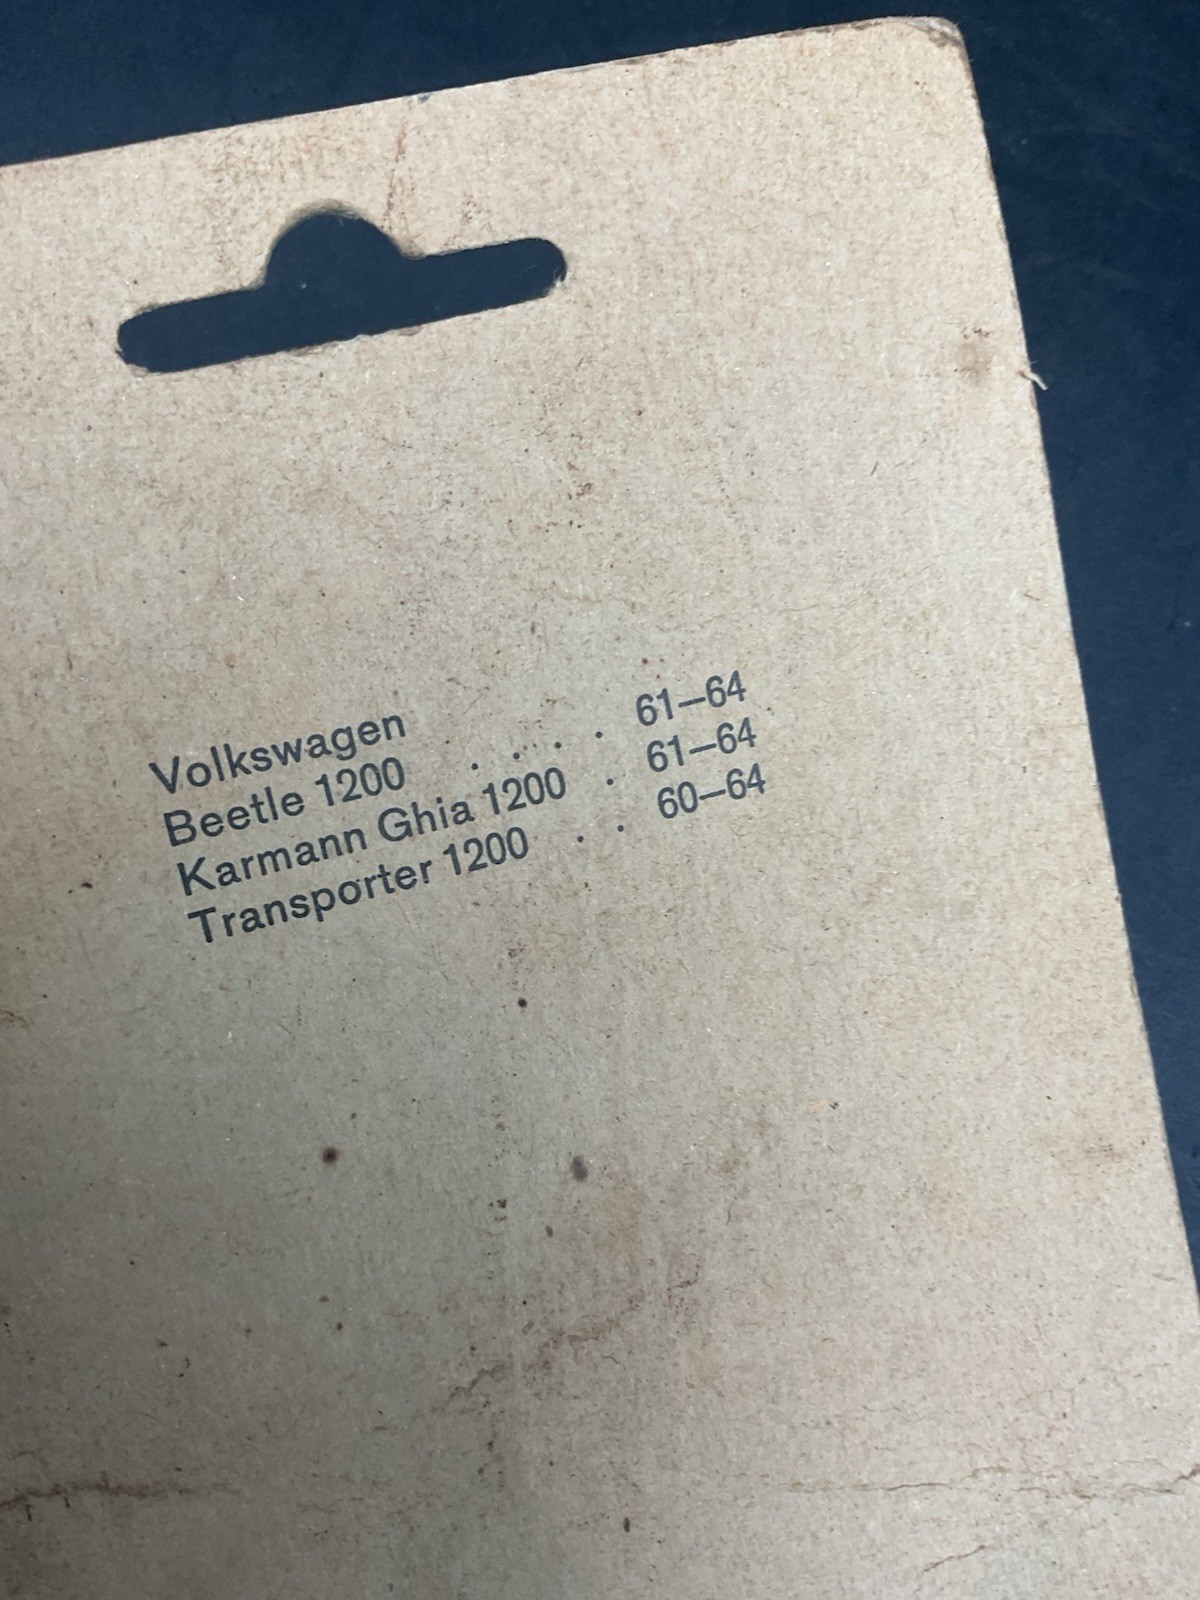 Volkswagen
Beetle 1200 . . . . 61–64
Karmann Ghia 1200 . 61–64
Transporter 1200 . . 60–64